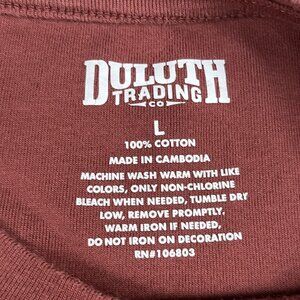 DULUTH
TRADING
CO
L
100% COTTON
MADE IN CAMBODIA
MACHINE WASH WARM WITH LIKE
COLORS, ONLY NON-CHLORINE
BLEACH WHEN NEEDED, TUMBLE DRY
LOW, REMOVE PROMPTLY.
WARM IRON IF NEEDED,
DO NOT IRON ON DECORATION
RN#106803